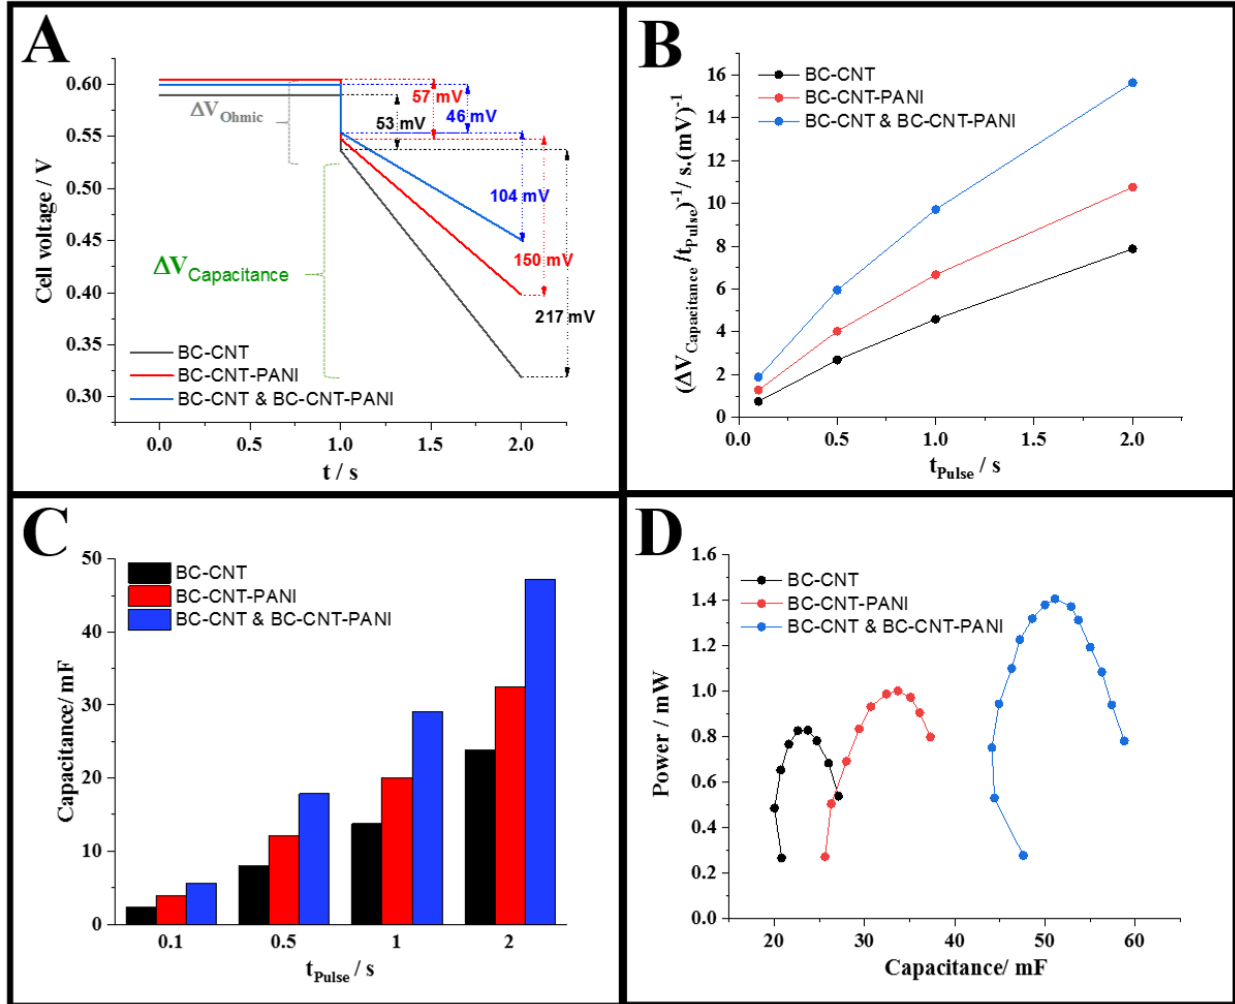 A
Cell voltage / V
0.60
0.55
0.50
0.45
0.40
0.35
0.30
ΔV Ohmic
57 mV
46 mV
53 mV
104 mV
150 mV
217 mV
ΔV Capacitance
BC-CNT
BC-CNT-PANI
BC-CNT & BC-CNT-PANI
0.0 0.5 1.0 1.5 2.0
t / s
B
(ΔV Capacitance /t Pulse)-1/ s.(mV)-1
16
14
12
10
8
6
4
2
0
BC-CNT
BC-CNT-PANI
BC-CNT & BC-CNT-PANI
0.0 0.5 1.0 1.5 2.0
tPulse / s
C
Capacitance/ mF
50
40
30
20
10
0
BC-CNT
BC-CNT-PANI
BC-CNT & BC-CNT-PANI
0.1 0.5 1 2
tPulse / s
D
Power / mW
1.6
1.4
1.2
1.0
0.8
0.6
0.4
0.2
0.0
BC-CNT
BC-CNT-PANI
BC-CNT & BC-CNT-PANI
20 30 40 50 60
Capacitance/ mF